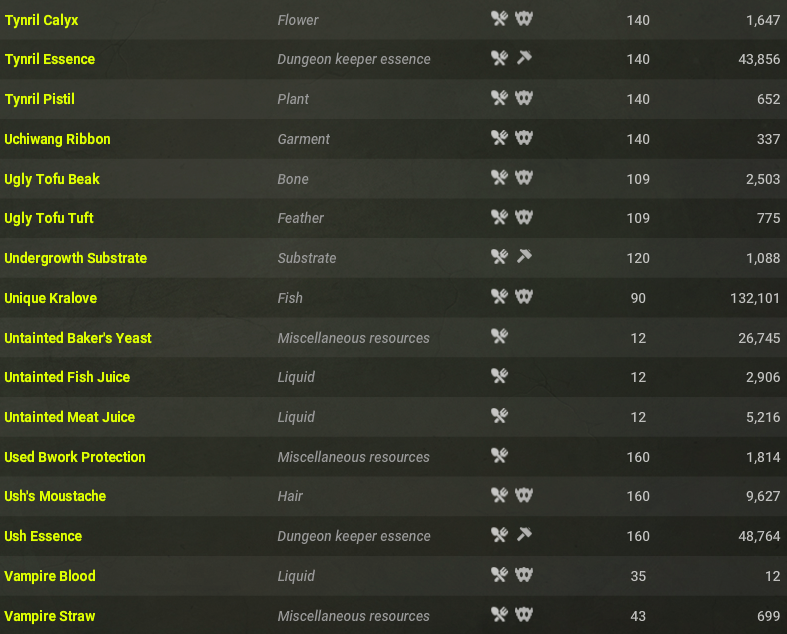 Tynril Calyx Flower 140 1,647
Tynril Essence Dungeon keeper essence 140 43,856
Tynril Pistil Plant 140 652
Uchiwang Ribbon Garment 140 337
Ugly Tofu Beak Bone 109 2,503
Ugly Tofu Tuft Feather 109 775
Undergrowth Substrate Substrate 120 1,088
Unique Kralove Fish 90 132,101
Untainted Baker's Yeast Miscellaneous resources 12 26,745
Untainted Fish Juice Liquid 12 2,906
Untainted Meat Juice Liquid 12 5,216
Used Bwork Protection Miscellaneous resources 160 1,814
Ush's Moustache Hair 160 9,627
Ush Essence Dungeon keeper essence 160 48,764
Vampire Blood Liquid 35 12
Vampire Straw Miscellaneous resources 43 699